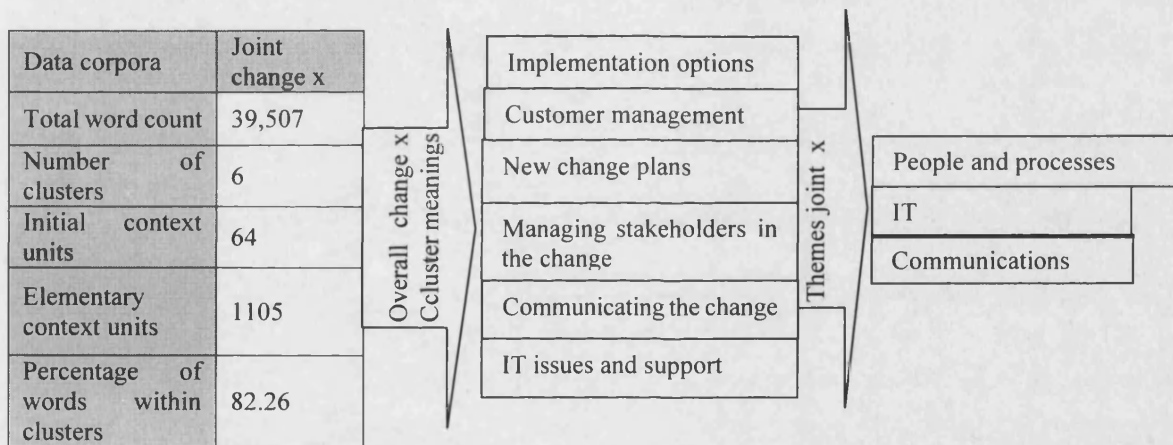 Data corpora
Joint
change x
Total word count
39,507
Number of
clusters
6
Initial context
units
64
Elementary
context units
1105
Percentage of
words within
clusters
82.26
Overall change x
Ccluster meanings
Implementation options
Customer management
New change plans
Managing stakeholders in
the change
Communicating the change
IT issues and support
Themes joint x
People and processes
IT
Communications